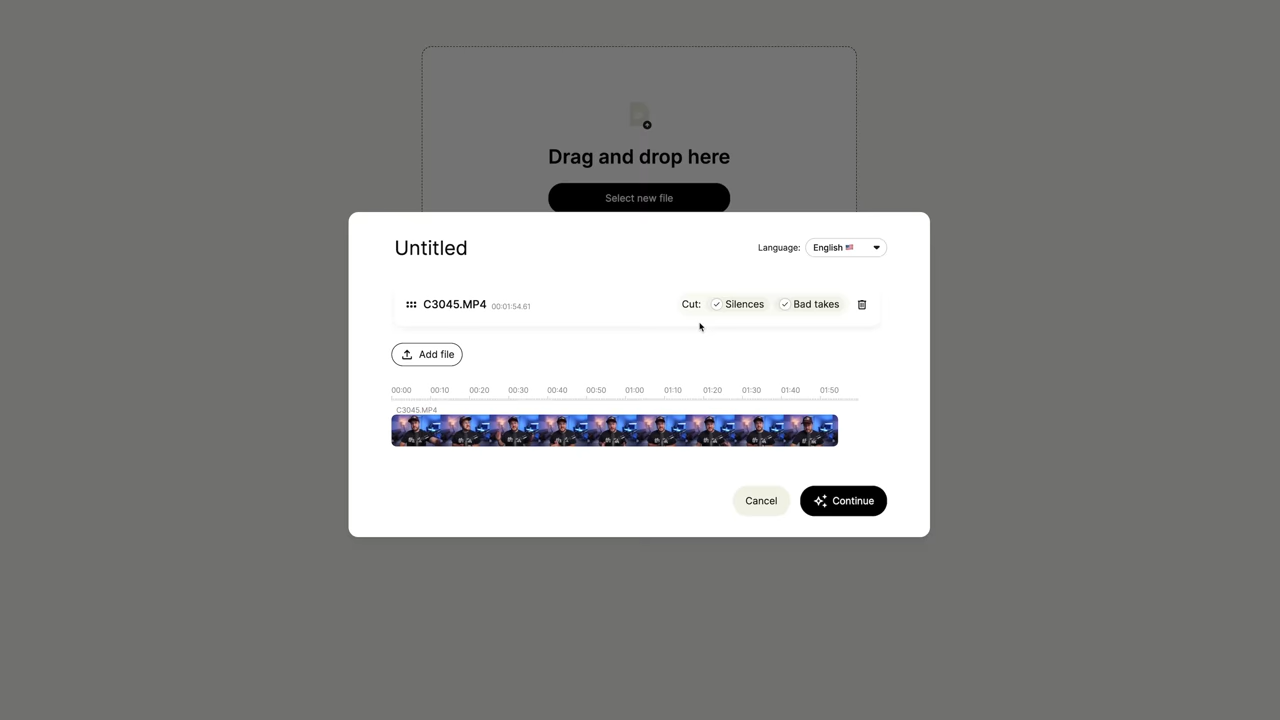 Drag and drop here
Select new file
Untitled
Language: English
C3045.MP4 00:01:54.61
Cut: Silences Bad takes
Add file
00:00 00:10 00:20 00:30 00:40 00:50 01:00 01:10 01:20 01:30 01:40 01:50
C3045.MP4
Cancel
Continue